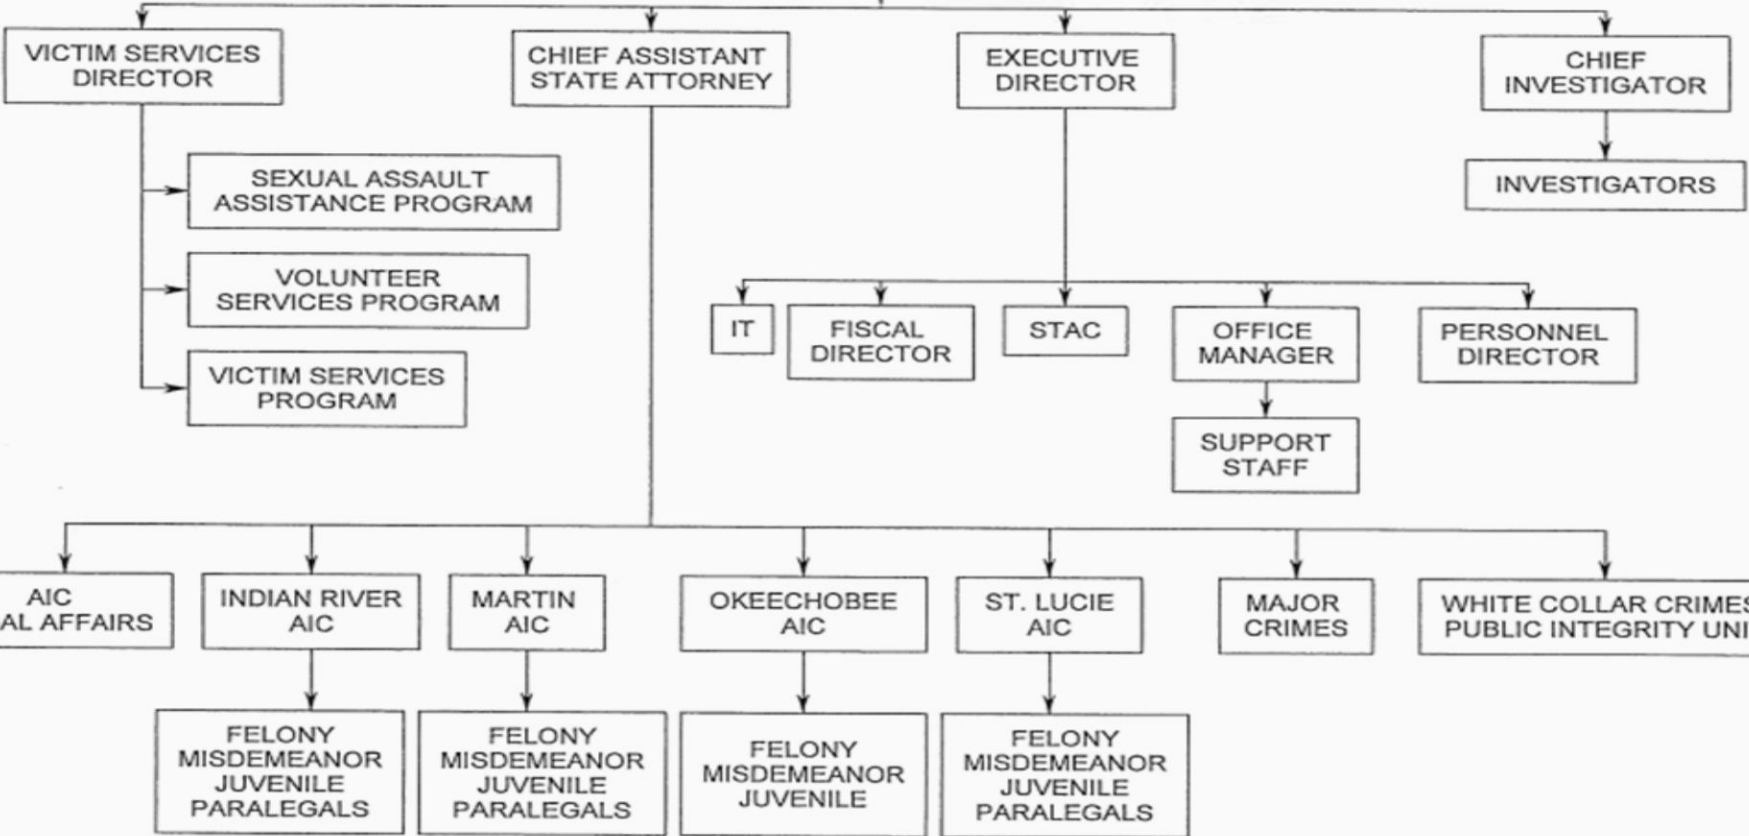 VICTIM SERVICES
DIRECTOR
CHIEF ASSISTANT
STATE ATTORNEY
EXECUTIVE
DIRECTOR
CHIEF
INVESTIGATOR
SEXUAL ASSAULT
ASSISTANCE PROGRAM
VOLUNTEER
SERVICES PROGRAM
VICTIM SERVICES
PROGRAM
INVESTIGATORS
IT
FISCAL
DIRECTOR
STAC
OFFICE
MANAGER
PERSONNEL
DIRECTOR
SUPPORT
STAFF
AIC
AL AFFAIRS
INDIAN RIVER
AIC
MARTIN
AIC
OKEECHOBEE
AIC
ST. LUCIE
AIC
MAJOR
CRIMES
WHITE COLLAR CRIMES
PUBLIC INTEGRITY UNI
FELONY
MISDEMEANOR
JUVENILE
PARALEGALS
FELONY
MISDEMEANOR
JUVENILE
PARALEGALS
FELONY
MISDEMEANOR
JUVENILE
FELONY
MISDEMEANOR
JUVENILE
PARALEGALS